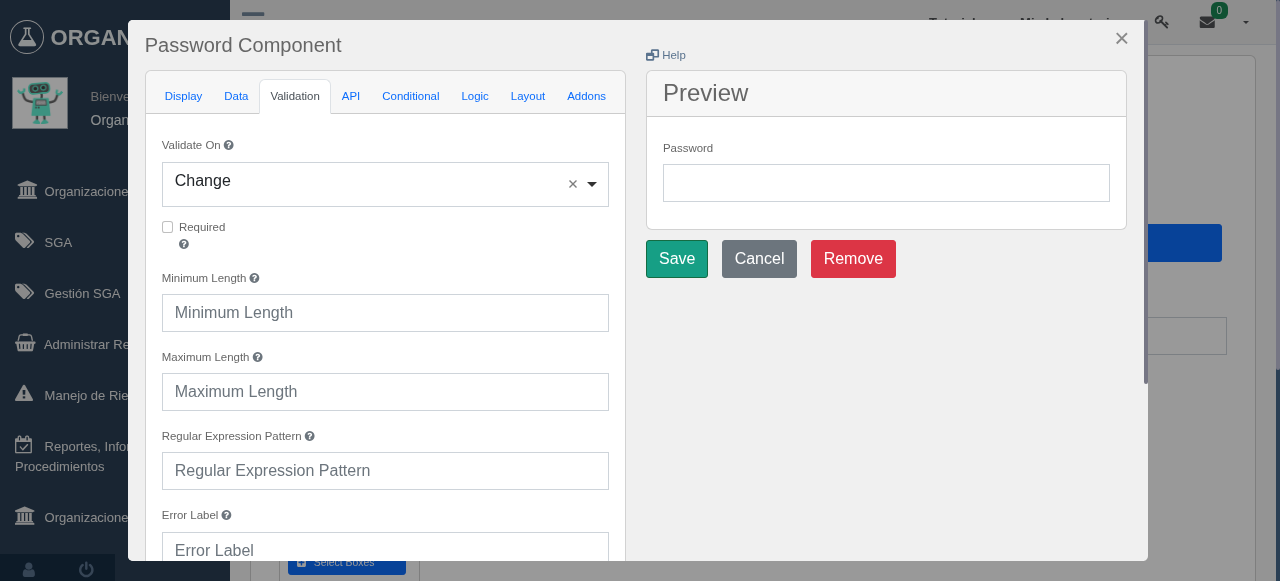 0
ORGAN
Bienve
Organ
Organizacione
SGA
Gestión SGA
Administrar Re
Manejo de Rie
Reportes, Infor
Procedimientos
Organizacione
Password Component
×
Help
Display Data Validation API Conditional Logic Layout Addons
Validate On
Change ×
Required
Minimum Length
Minimum Length
Maximum Length
Maximum Length
Regular Expression Pattern
Regular Expression Pattern
Error Label
Error Label
Preview
Password
Save Cancel Remove
Select Boxes